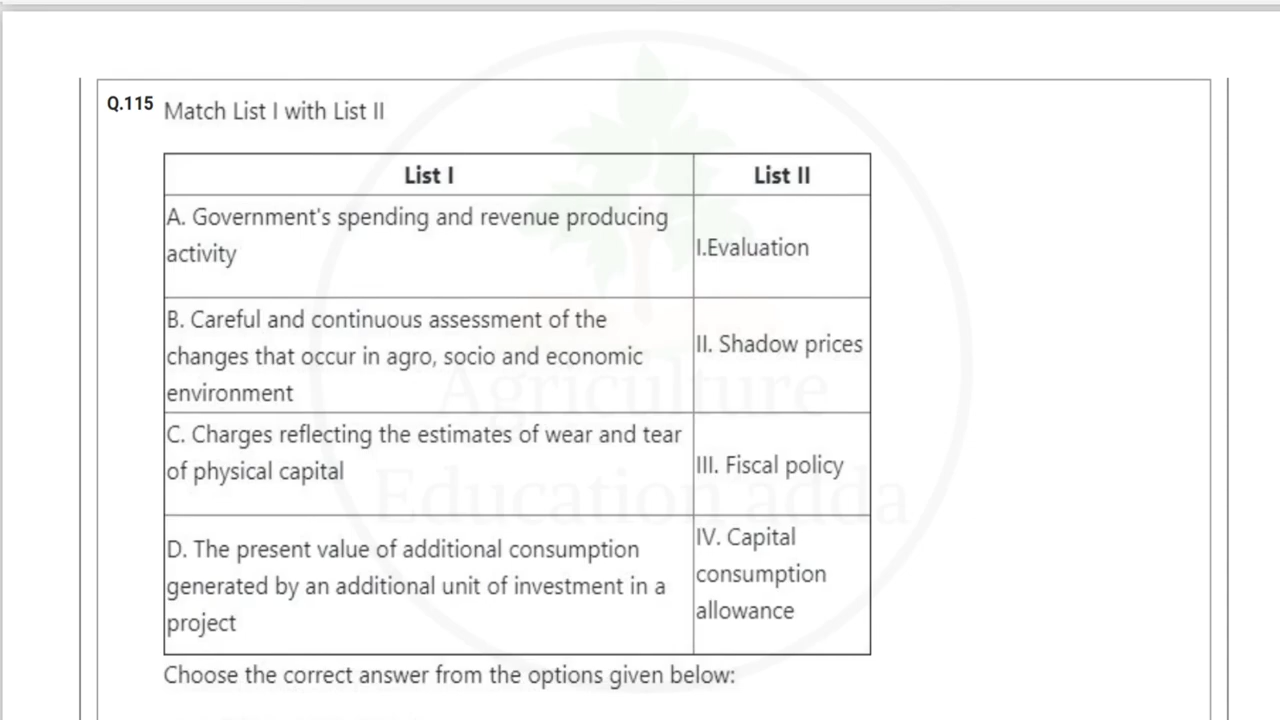 Q.115 Match List I with List II
List I
List II
A. Government's spending and revenue producing
activity
I.Evaluation
B. Careful and continuous assessment of the
changes that occur in agro, socio and economic
environment
II. Shadow prices
C. Charges reflecting the estimates of wear and tear
of physical capital
III. Fiscal policy
D. The present value of additional consumption
generated by an additional unit of investment in a
project
IV. Capital
consumption
allowance
Choose the correct answer from the options given below:
Agriculture
Education adda